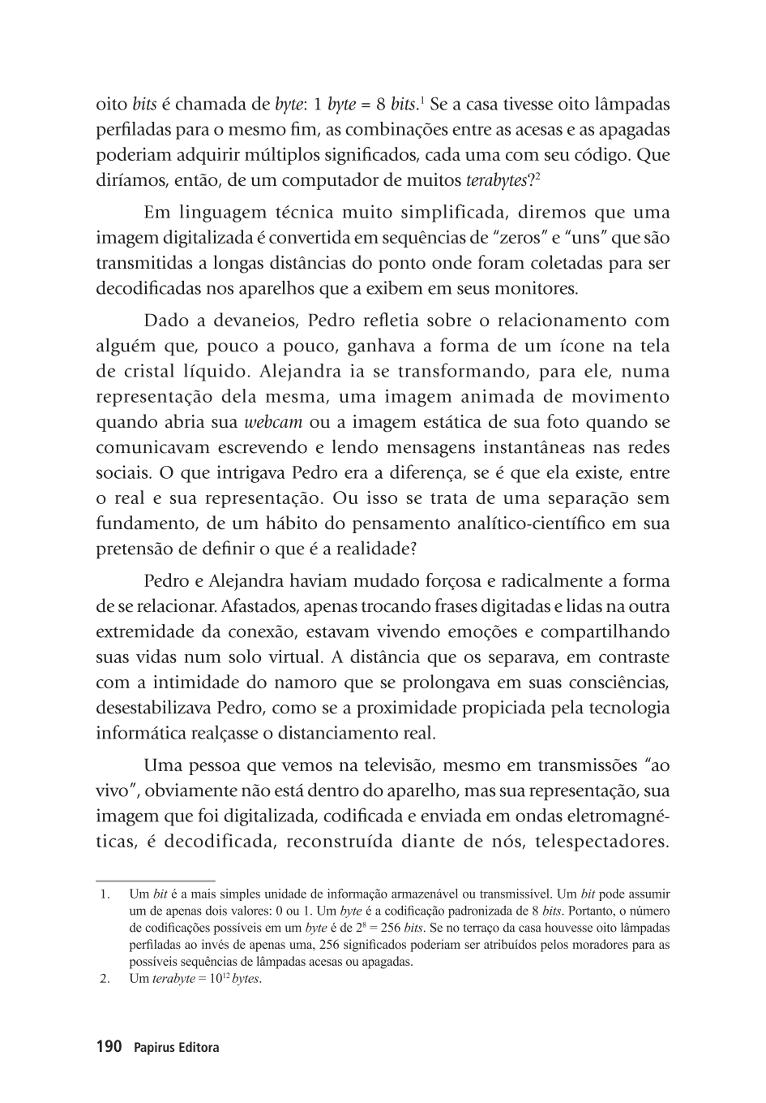 oito bits é chamada de byte: 1 byte = 8 bits.¹ Se a casa tivesse oito lâmpadas
perfiladas para o mesmo fim, as combinações entre as acesas e as apagadas
poderiam adquirir múltiplos significados, cada uma com seu código. Que
diríamos, então, de um computador de muitos terabytes?²
Em linguagem técnica muito simplificada, diremos que uma
imagem digitalizada é convertida em sequências de “zeros” e “uns” que são
transmitidas a longas distâncias do ponto onde foram coletadas para ser
decodificadas nos aparelhos que a exibem em seus monitores.
Dado a devaneios, Pedro refletia sobre o relacionamento com
alguém que, pouco a pouco, ganhava a forma de um ícone na tela
de cristal líquido. Alejandra ia se transformando, para ele, numa
representação dela mesma, uma imagem animada de movimento
quando abria sua webcam ou a imagem estática de sua foto quando se
comunicavam escrevendo e lendo mensagens instantâneas nas redes
sociais. O que intrigava Pedro era a diferença, se é que ela existe, entre
o real e sua representação. Ou isso se trata de uma separação sem
fundamento, de um hábito do pensamento analítico-científico em sua
pretensão de definir o que é a realidade?
Pedro e Alejandra haviam mudado forçosa e radicalmente a forma
de se relacionar. Afastados, apenas trocando frases digitadas e lidas na outra
extremidade da conexão, estavam vivendo emoções e compartilhando
suas vidas num solo virtual. A distância que os separava, em contraste
com a intimidade do namoro que se prolongava em suas consciências,
desestabilizava Pedro, como se a proximidade propiciada pela tecnologia
informática realçasse o distanciamento real.
Uma pessoa que vemos na televisão, mesmo em transmissões “ao
vivo”, obviamente não está dentro do aparelho, mas sua representação, sua
imagem que foi digitalizada, codificada e enviada em ondas eletromagné-
ticas, é decodificada, reconstruída diante de nós, telespectadores.
1. Um bit é a mais simples unidade de informação armazenável ou transmissível. Um bit pode assumir
um de apenas dois valores: 0 ou 1. Um byte é a codificação padronizada de 8 bits. Portanto, o número
de codificações possíveis em um byte é de 2⁸ = 256 bits. Se no terraço da casa houvesse oito lâmpadas
perfiladas ao invés de apenas uma, 256 significados poderiam ser atribuídos pelos moradores para as
possíveis sequências de lâmpadas acesas ou apagadas.
2. Um terabyte = 10¹² bytes.
190 Papirus Editora